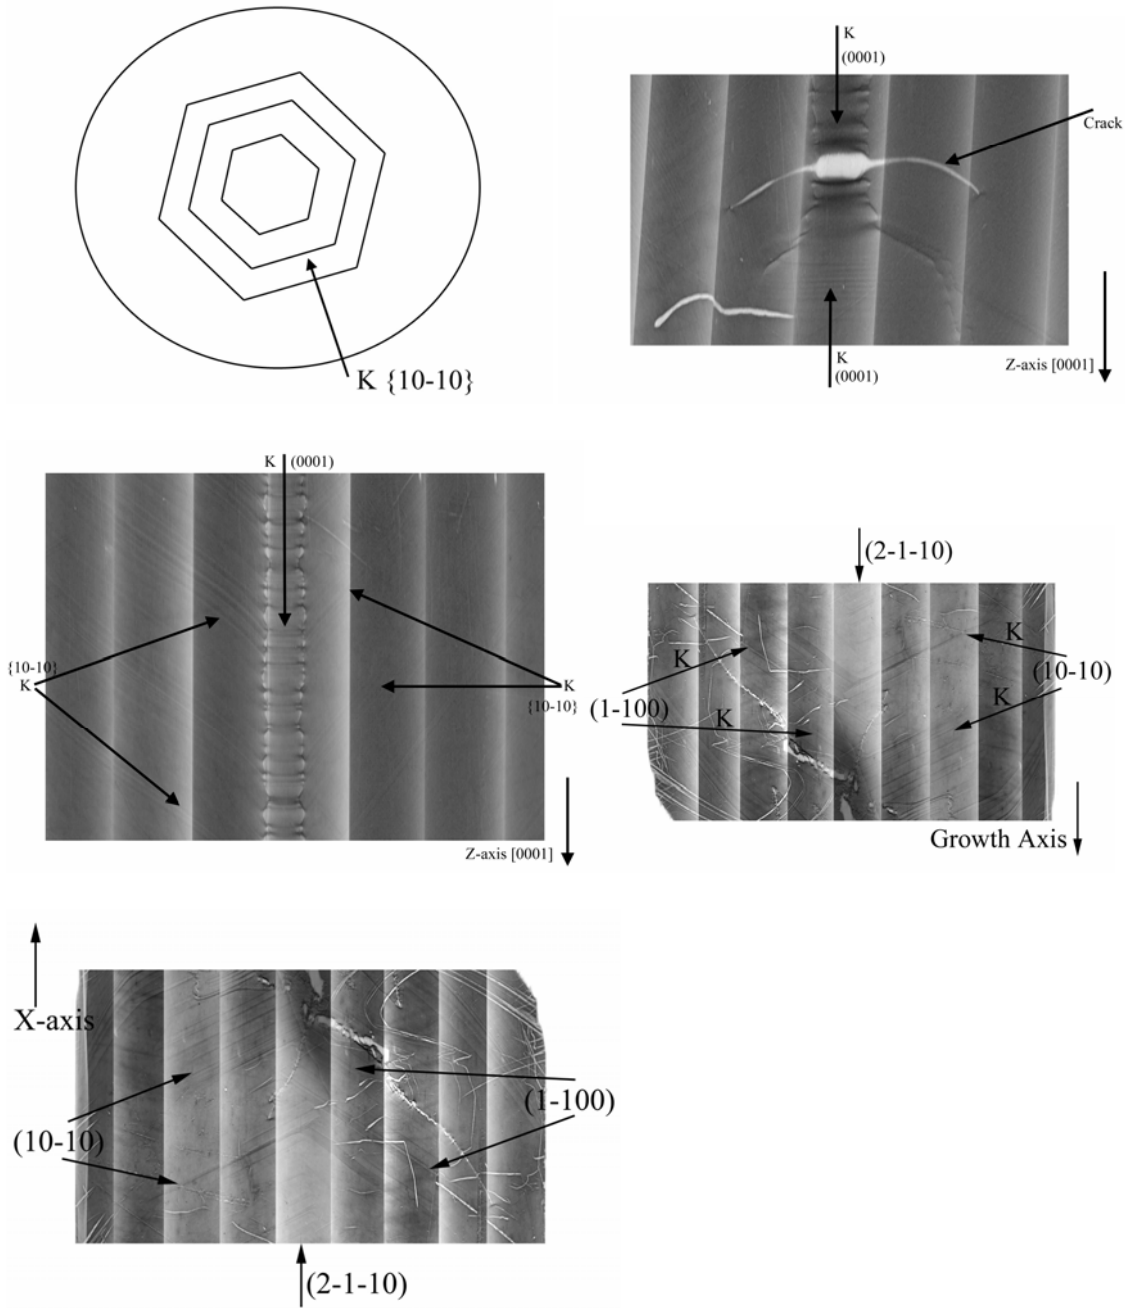 K {10-10}
K
(0001)
Crack
K
(0001)
Z-axis [0001]
K (0001)
{10-10}
K
K
{10-10}
Z-axis [0001]
(2-1-10)
K
K
(1-100)
K
(10-10)
K
Growth Axis
X-axis
(10-10)
(1-100)
(2-1-10)